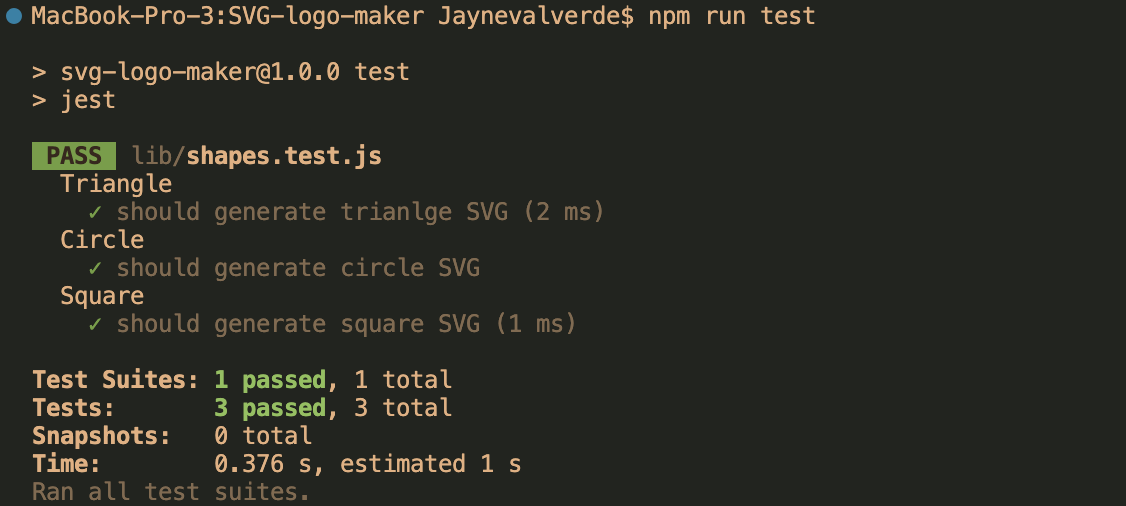 MacBook-Pro-3:SVG-logo-maker Jaynevalverde$ npm run test
> svg-logo-maker@1.0.0 test
> jest
PASS lib/shapes.test.js
Triangle
✓ should generate trianlge SVG (2 ms)
Circle
✓ should generate circle SVG
Square
✓ should generate square SVG (1 ms)
Test Suites: 1 passed, 1 total
Tests: 3 passed, 3 total
Snapshots: 0 total
Time: 0.376 s, estimated 1 s
Ran all test suites.